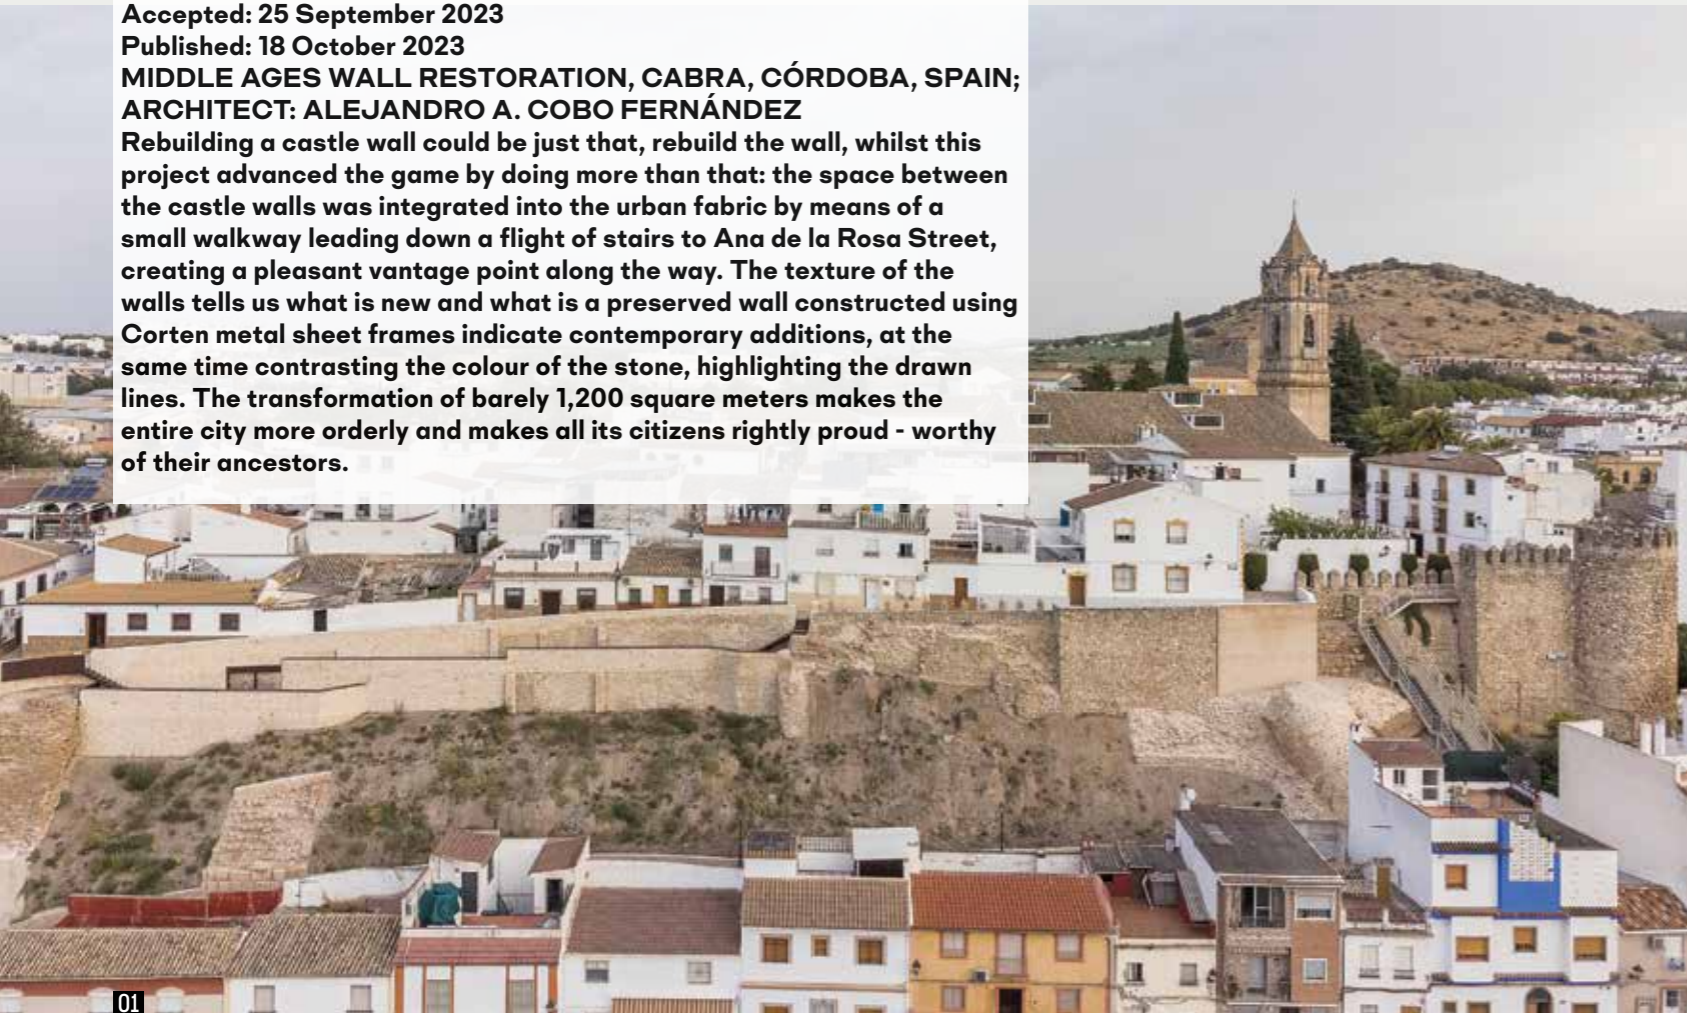 Accepted: 25 September 2023
Published: 18 October 2023
MIDDLE AGES WALL RESTORATION, CABRA, CÓRDOBA, SPAIN;
ARCHITECT: ALEJANDRO A. COBO FERNÁNDEZ
Rebuilding a castle wall could be just that, rebuild the wall, whilst this
project advanced the game by doing more than that: the space between
the castle walls was integrated into the urban fabric by means of a
small walkway leading down a flight of stairs to Ana de la Rosa Street,
creating a pleasant vantage point along the way. The texture of the
walls tells us what is new and what is a preserved wall constructed using
Corten metal sheet frames indicate contemporary additions, at the
same time contrasting the colour of the stone, highlighting the drawn
lines. The transformation of barely 1,200 square meters makes the
entire city more orderly and makes all its citizens rightly proud - worthy
of their ancestors.
01